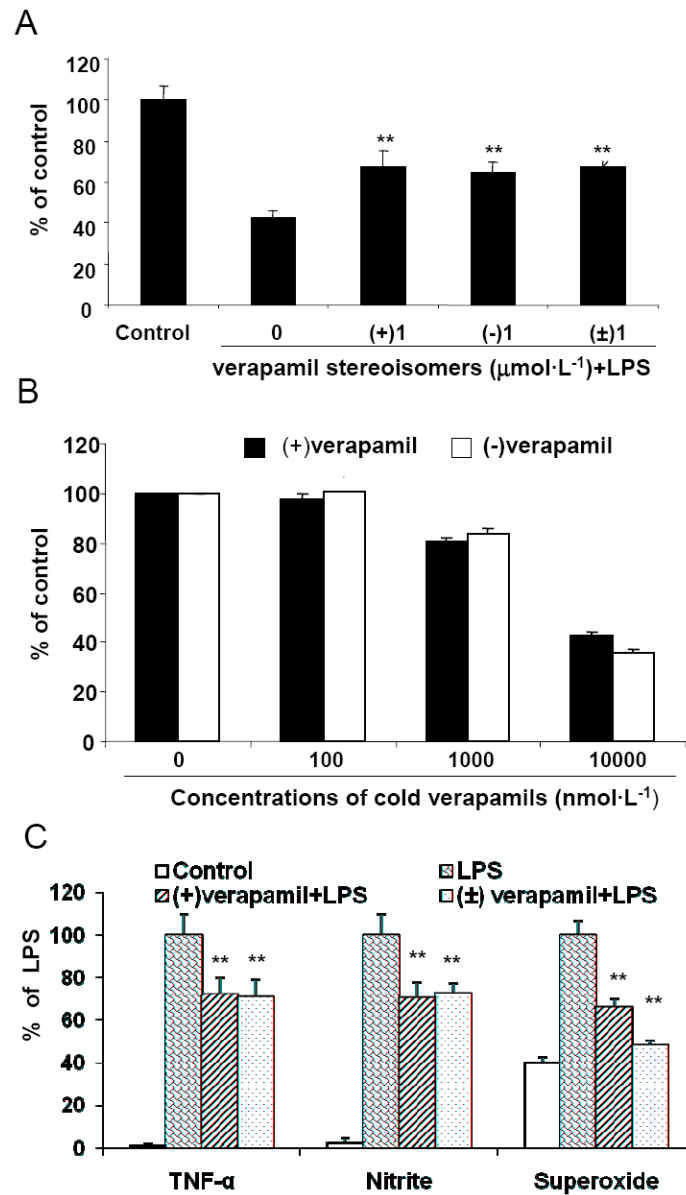 A
120
100
80
60
40
20
0
% of control
** ** **
Control 0 (+)1 (-)1 (±)1
verapamil stereoisomers (μmol·L⁻¹)+LPS
B
(+)verapamil (-)verapamil
120
100
80
60
40
20
0
% of control
0 100 1000 10000
Concentrations of cold verapamils (nmol·L⁻¹)
C
Control LPS
(+)verapamil+LPS (±) verapamil+LPS
120
100
80
60
40
20
0
% of LPS
** ** ** ** ** **
TNF-α Nitrite Superoxide